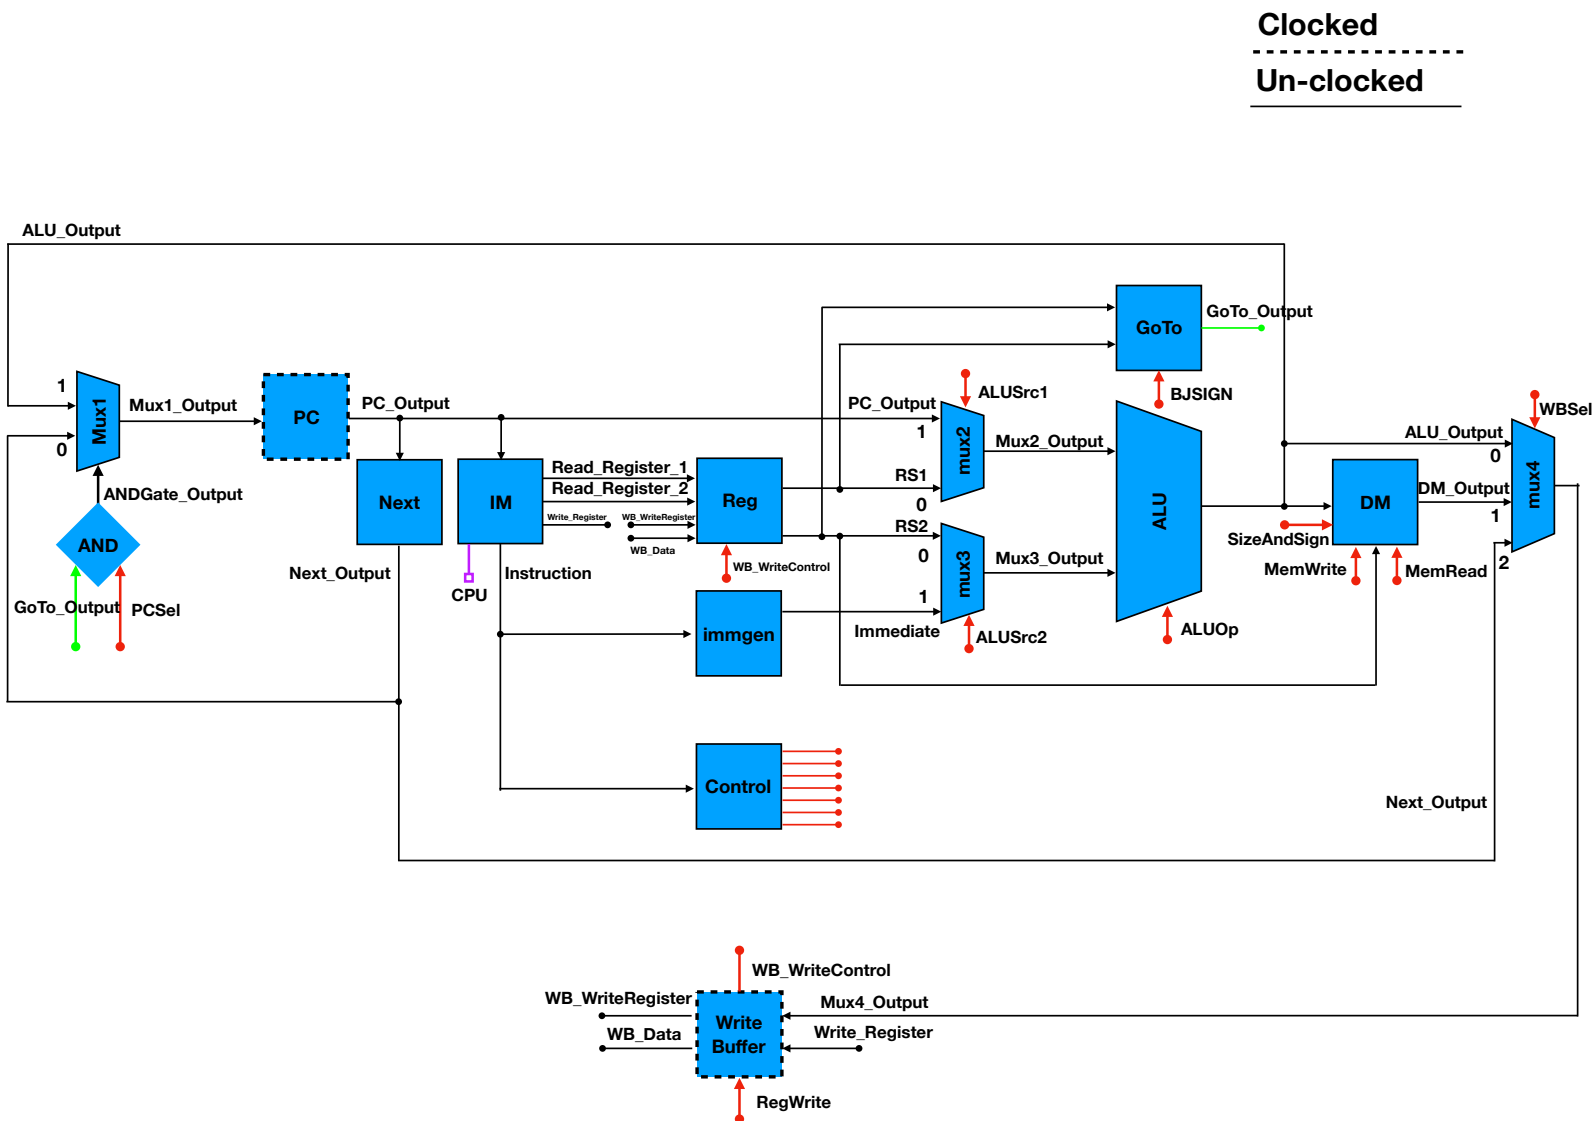 Clocked
Un-clocked
ALU_Output
GoTo_Output
GoTo
BJSIGN
1
Mux1
0
Mux1_Output
PC
PC_Output
PC_Output
1
ALUSrc1
mux2
Mux2_Output
RS1
0
WBSel
ALU_Output
0
mux4
DM_Output
1
2
ANDGate_Output
AND
GoTo_Output
PCSel
Next
Next_Output
IM
Read_Register_1
Read_Register_2
Write_Register
WB_WriteRegister
WB_Data
Reg
WB_WriteControl
CPU
Instruction
RS2
0
mux3
Mux3_Output
1
Immediate
ALUSrc2
immgen
ALU
ALUOp
DM
SizeAndSign
MemWrite
MemRead
Control
Next_Output
WB_WriteControl
WB_WriteRegister
WB_Data
Write
Buffer
Mux4_Output
Write_Register
RegWrite